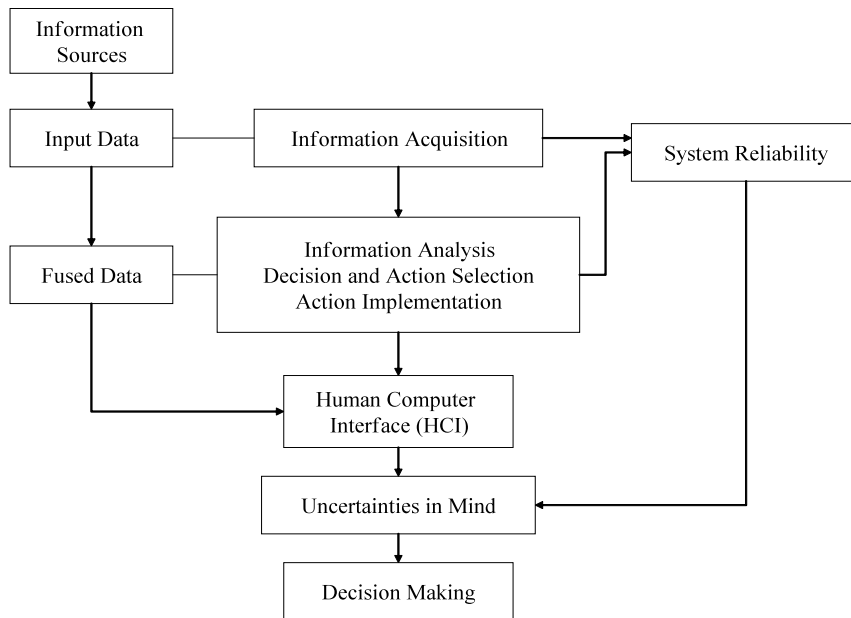 Information
Sources
Input Data
Information Acquisition
System Reliability
Information Analysis
Decision and Action Selection
Action Implementation
Fused Data
Human Computer
Interface (HCI)
Uncertainties in Mind
Decision Making